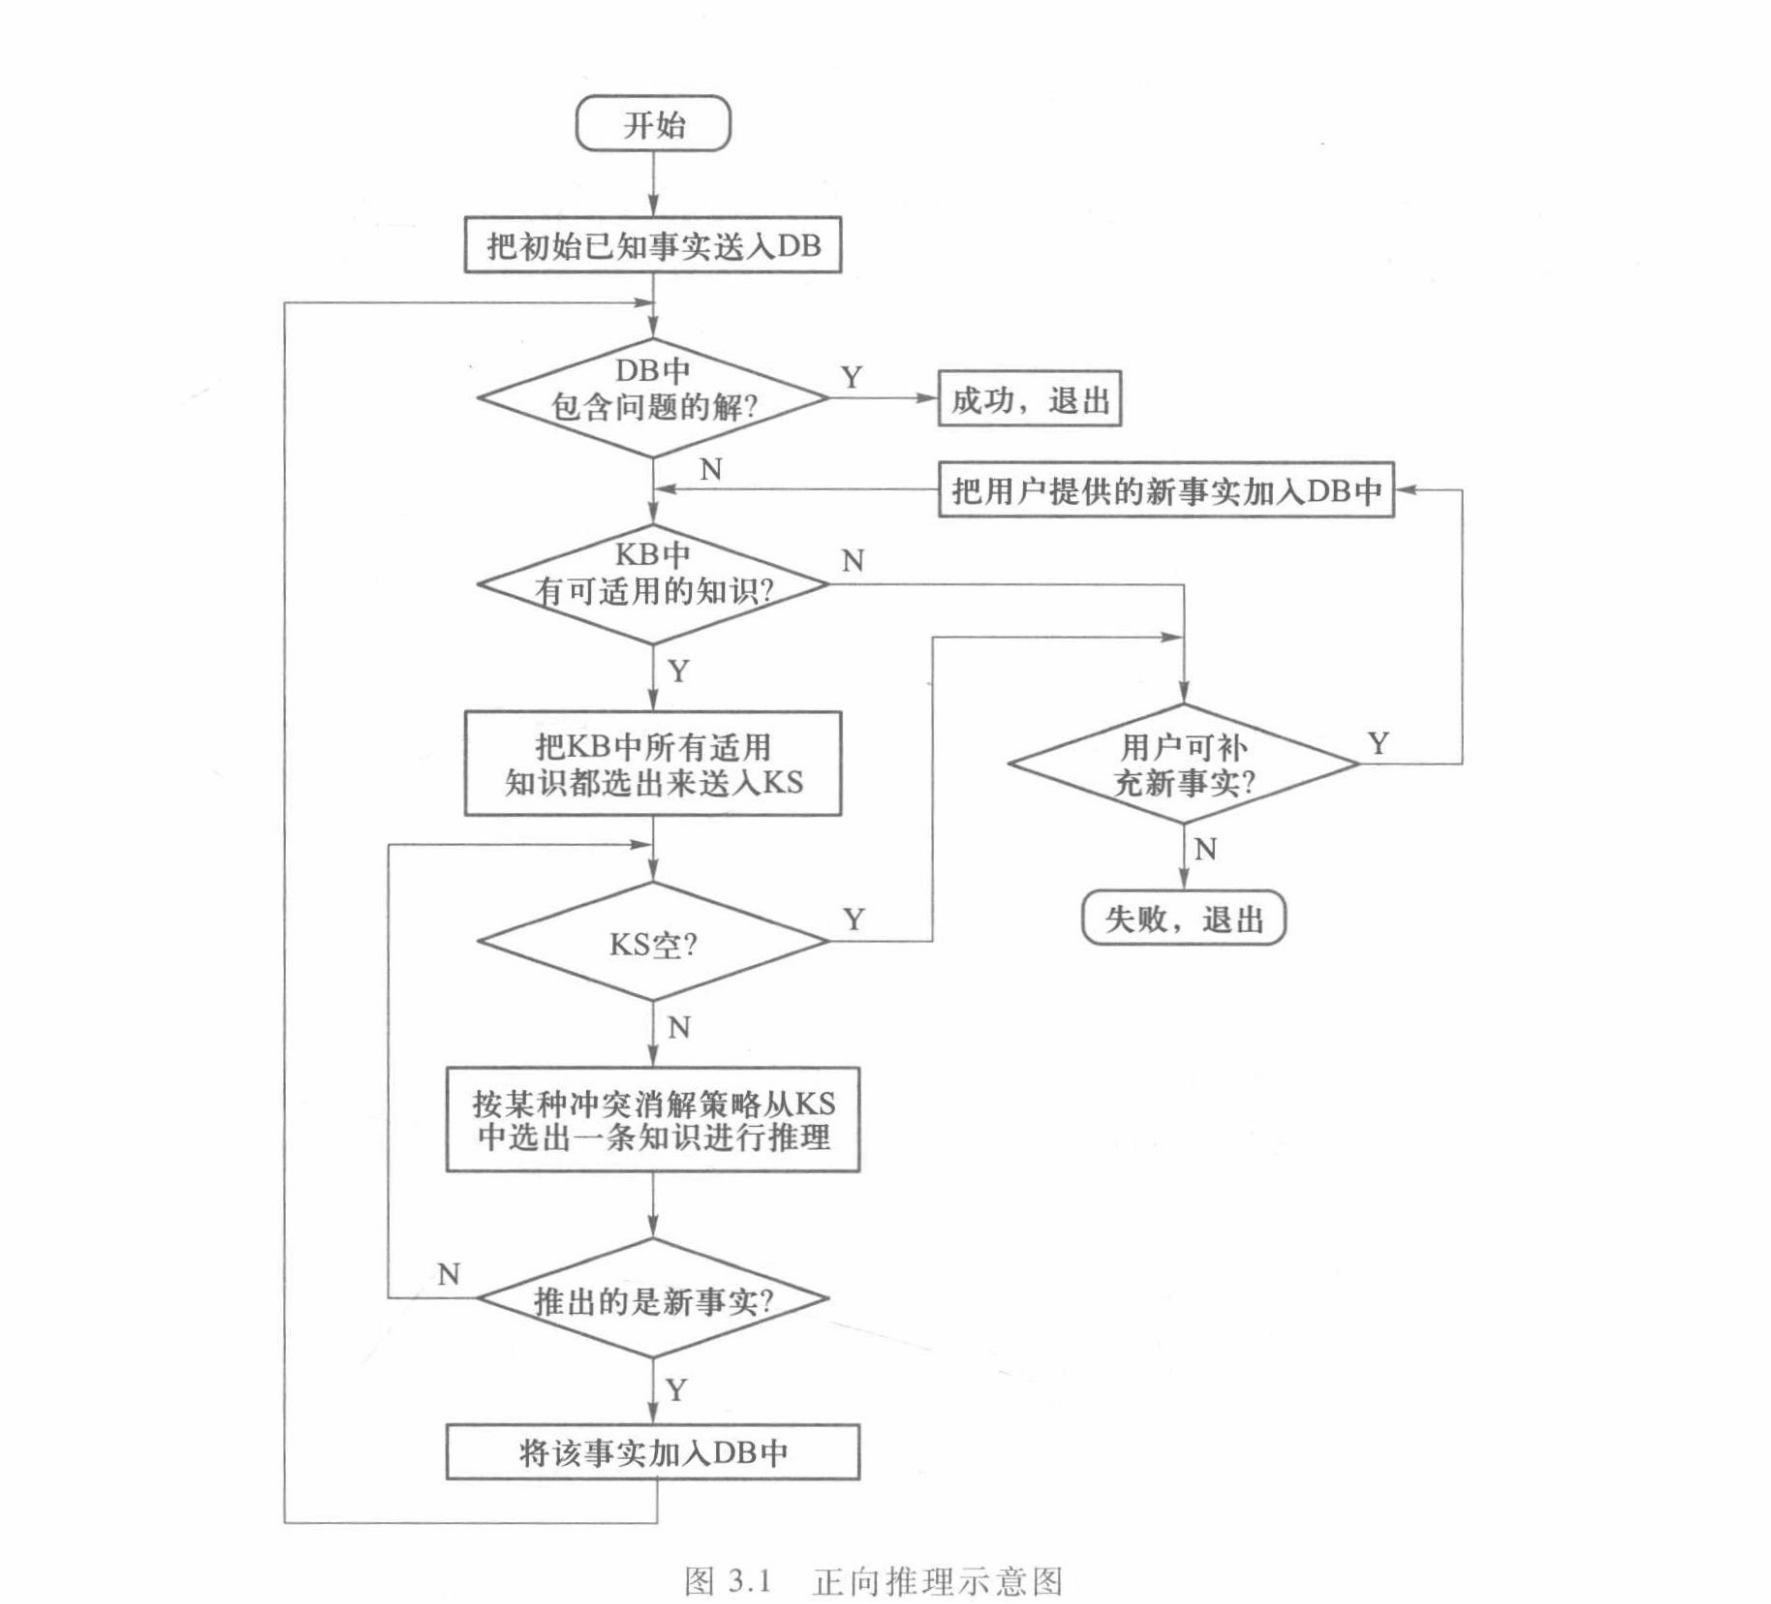 开始
把初始已知事实送入DB
DB中
包含问题的解?
Y
成功，退出
N
把用户提供的新事实加入DB中
KB中
有可适用的知识?
N
Y
把KB中所有适用
知识都选出来送入KS
用户可补
充新事实?
Y
N
失败，退出
KS空?
Y
N
按某种冲突消解策略从KS
中选出一条知识进行推理
推出的是新事实?
N
Y
将该事实加入DB中
图 3.1 正向推理示意图